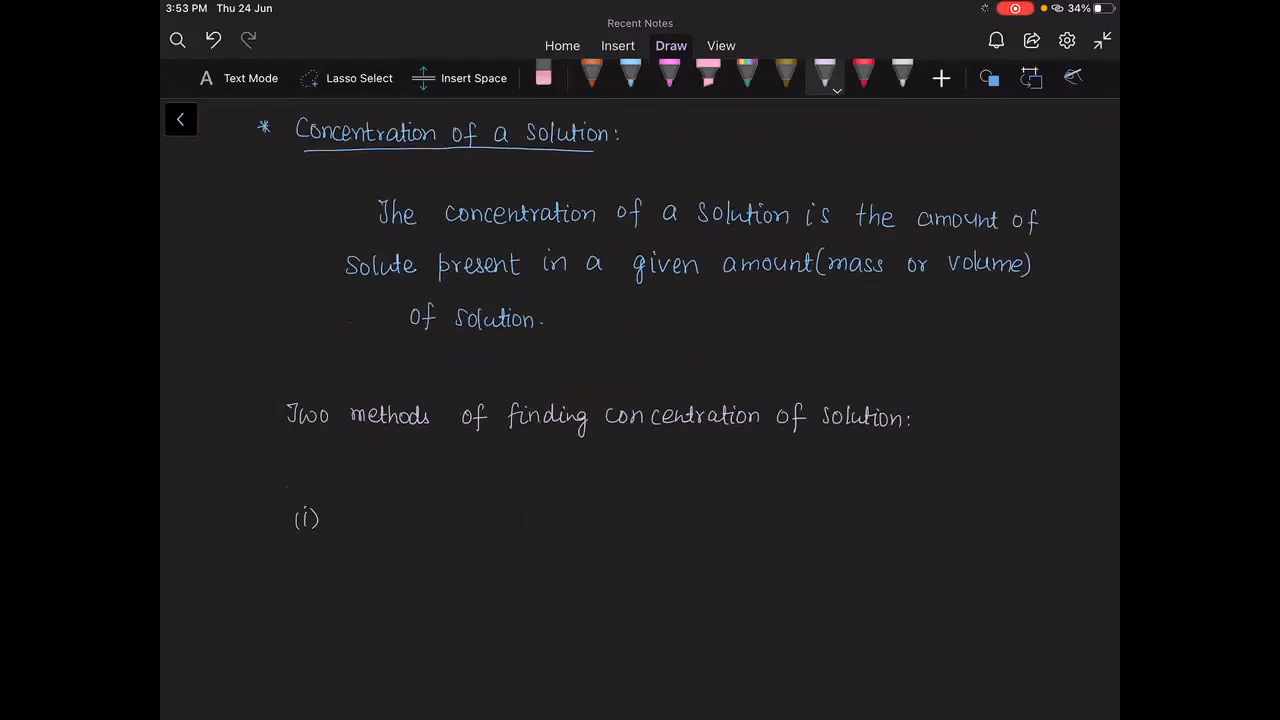 3:53 PM Thu 24 Jun
34%
Recent Notes
Home Insert Draw View
A Text Mode Lasso Select Insert Space
* Concentration of a solution:
The concentration of a solution is the amount of
solute present in a given amount(mass or volume)
of solution.
Two methods of finding concentration of solution:
(i)